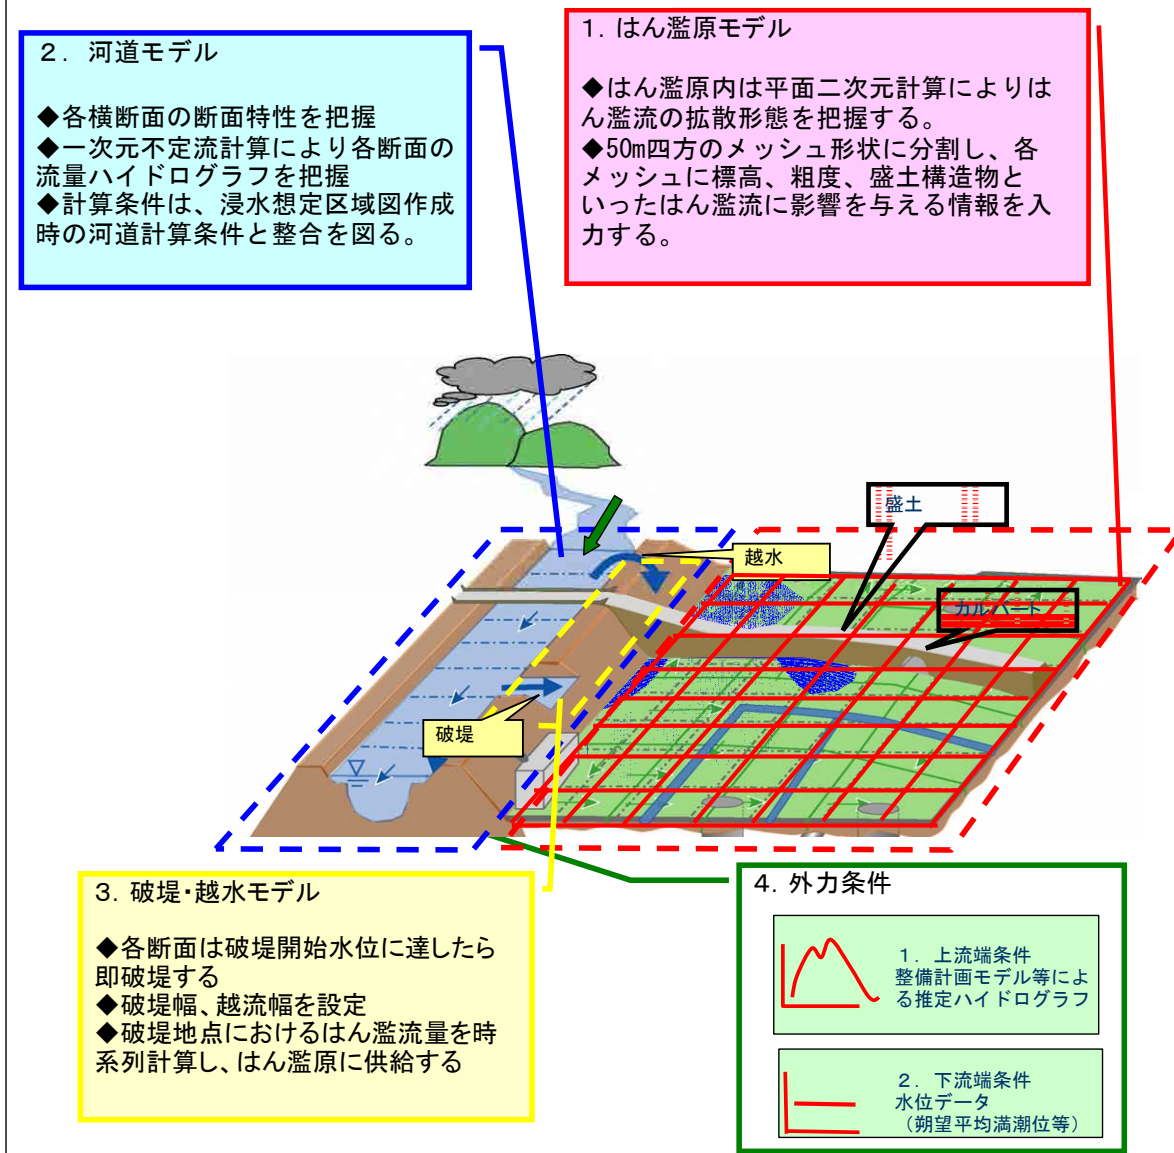 ２．河道モデル
◆各横断面の断面特性を把握
◆一次元不定流計算により各断面の
流量ハイドログラフを把握
◆計算条件は、浸水想定区域図作成
時の河道計算条件と整合を図る。
1．はん濫原モデル
◆はん濫原内は平面二次元計算によりは
ん濫流の拡散形態を把握する。
◆50m四方のメッシュ形状に分割し、各
メッシュに標高、粗度、盛土構造物と
いったはん濫流に影響を与える情報を入
力する。
盛土
越水
カルバート
破堤
3．破堤・越水モデル
◆各断面は破堤開始水位に達したら
即破堤する
◆破堤幅、越流幅を設定
◆破堤地点におけるはん濫流量を時
系列計算し、はん濫原に供給する
4．外力条件
１．上流端条件
整備計画モデル等によ
る推定ハイドログラフ
２．下流端条件
水位データ
（朔望平均満潮位等）